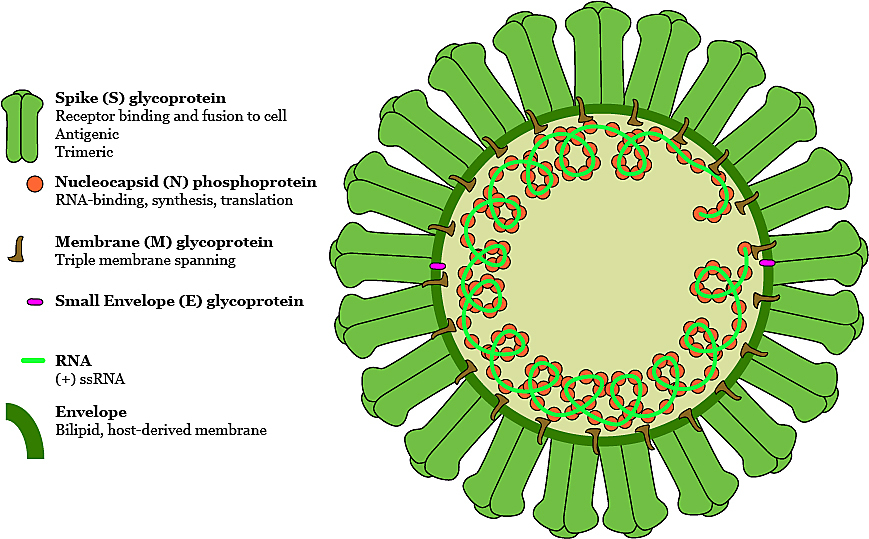 Spike (S) glycoprotein
Receptor binding and fusion to cell
Antigenic
Trimeric
Nucleocapsid (N) phosphoprotein
RNA-binding, synthesis, translation
Membrane (M) glycoprotein
Triple membrane spanning
Small Envelope (E) glycoprotein
RNA
(+) ssRNA
Envelope
Bilipid, host-derived membrane